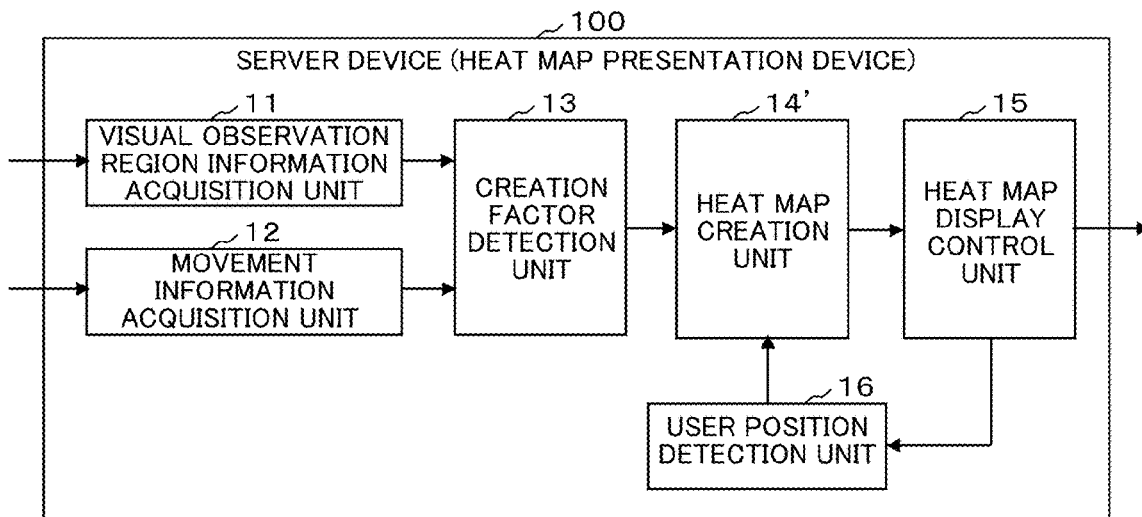 100
SERVER DEVICE (HEAT MAP PRESENTATION DEVICE)
11
VISUAL OBSERVATION
REGION INFORMATION
ACQUISITION UNIT
12
MOVEMENT
INFORMATION
ACQUISITION UNIT
13
CREATION
FACTOR
DETECTION
UNIT
14'
HEAT MAP
CREATION
UNIT
15
HEAT MAP
DISPLAY
CONTROL
UNIT
16
USER POSITION
DETECTION UNIT